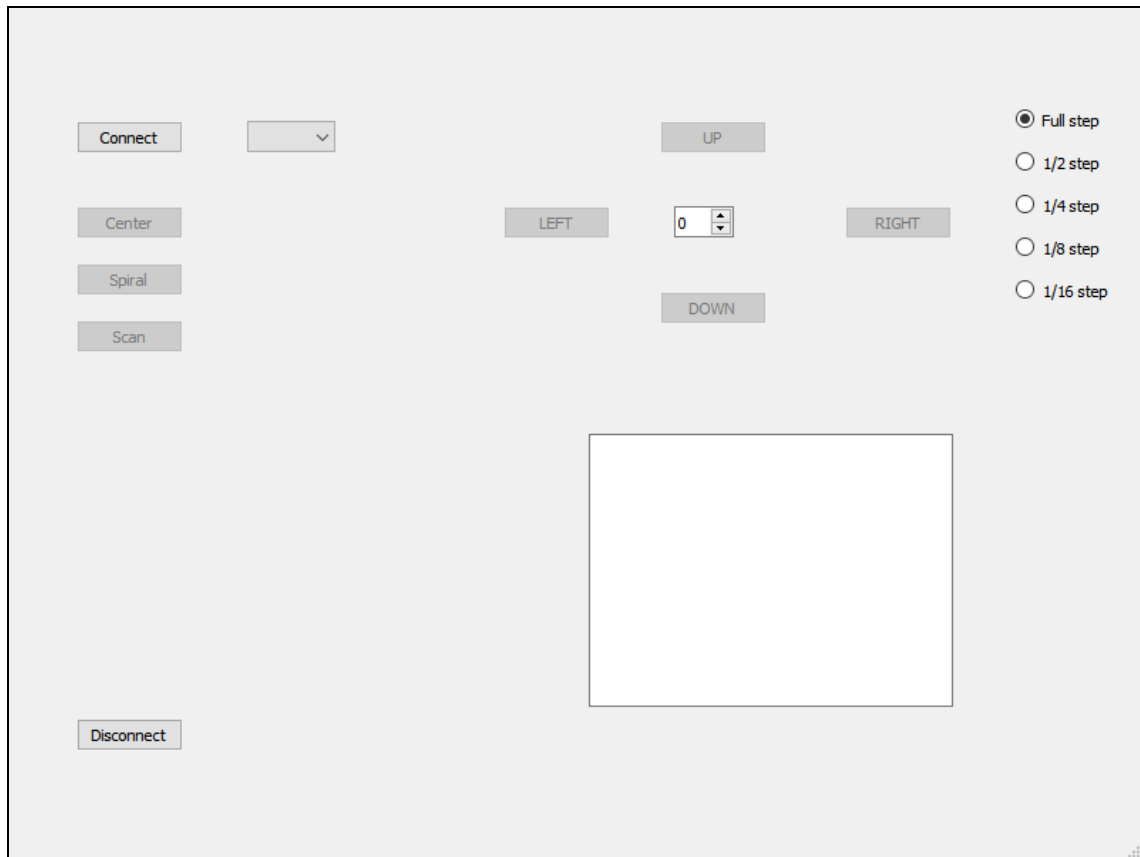 Connect
UP
Full step
1/2 step
Center
LEFT
0
RIGHT
1/4 step
1/8 step
Spiral
1/16 step
DOWN
Scan
Disconnect